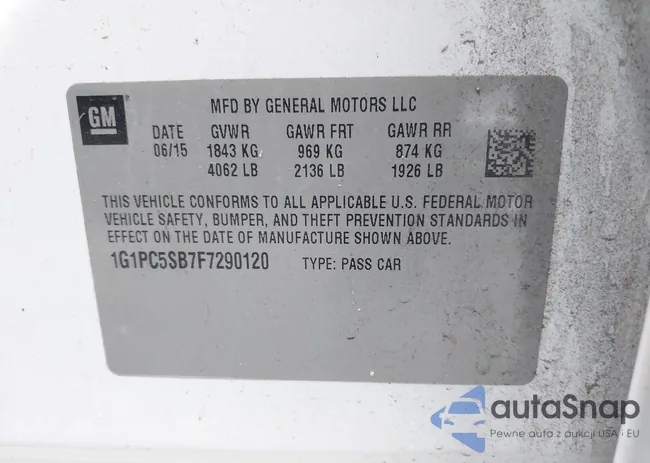 GM
MFD BY GENERAL MOTORS LLC
DATE GVWR GAWR FRT GAWR RR
06/15 1843 KG 969 KG 874 KG
4062 LB 2136 LB 1926 LB
THIS VEHICLE CONFORMS TO ALL APPLICABLE U.S. FEDERAL MOTOR
VEHICLE SAFETY, BUMPER, AND THEFT PREVENTION STANDARDS IN
EFFECT ON THE DATE OF MANUFACTURE SHOWN ABOVE.
1G1PC5SB7F7290120 TYPE: PASS CAR
autaSnap
Pewne auta z aukcji USA i EU